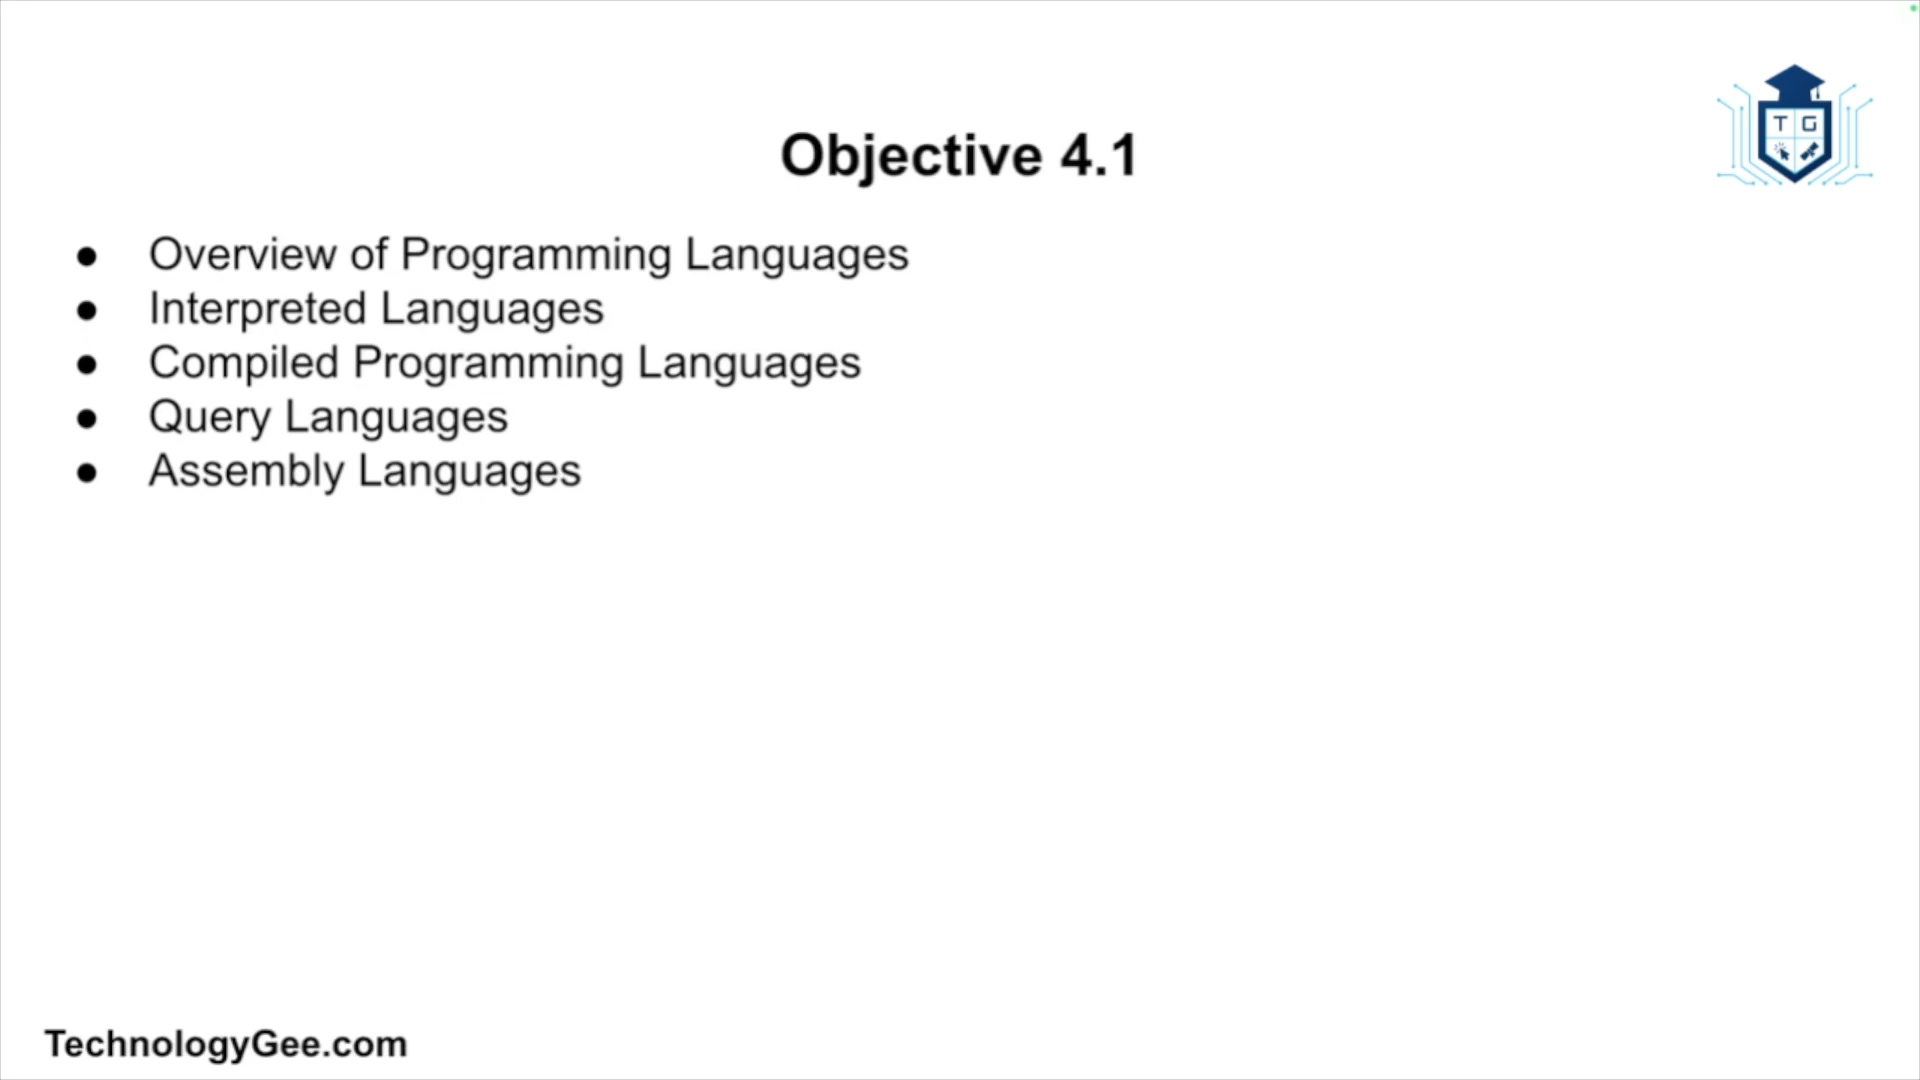 Objective 4.1
T G
● Overview of Programming Languages
● Interpreted Languages
● Compiled Programming Languages
● Query Languages
● Assembly Languages
TechnologyGee.com